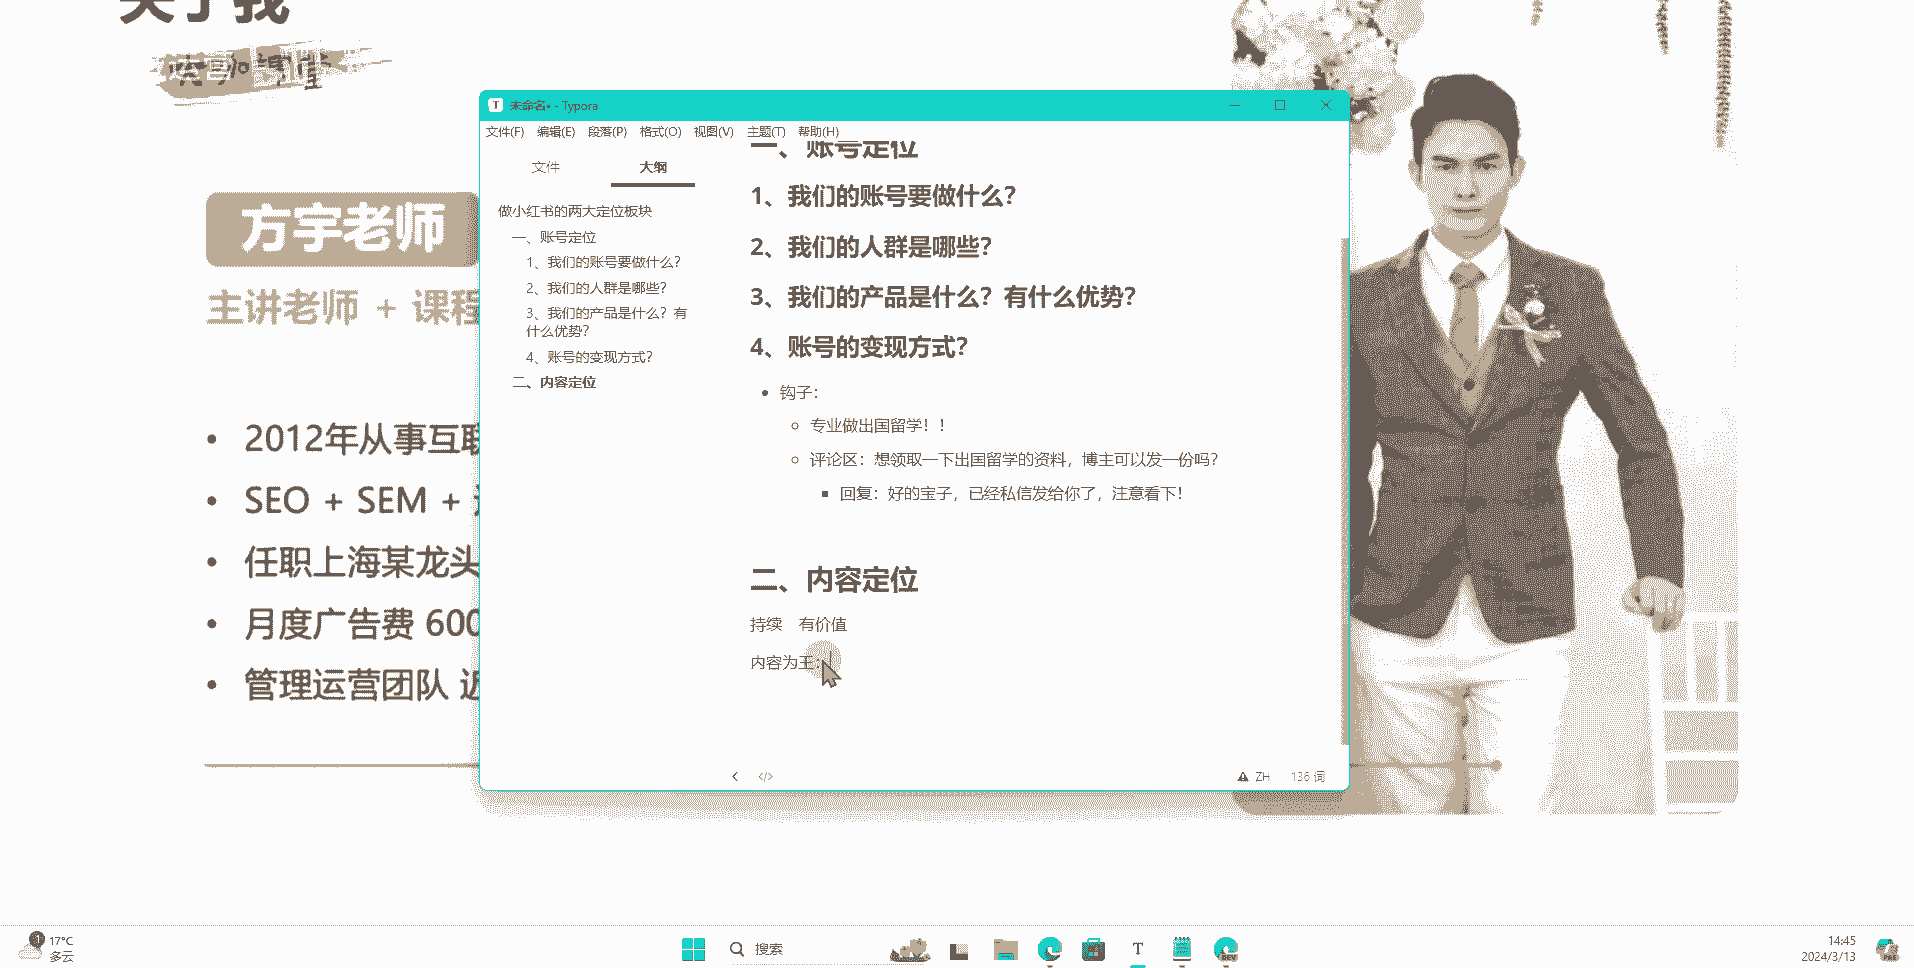 关于我
方宇老师
主讲老师 + 课程
2012年从事互联
SEO + SEM +
任职上海某龙头
月度广告费 600
管理运营团队 近
未命名• - Typora
文件(F) 编辑(E) 段落(P) 格式(O) 视图(V) 主题(T) 帮助(H)
文件 大纲
做小红书的两大定位板块
一、账号定位
1、我们的账号要做什么？
2、我们的人群是哪些？
3、我们的产品是什么？有
什么优势？
4、账号的变现方式？
二、内容定位
一、账号定位
1、我们的账号要做什么？
2、我们的人群是哪些？
3、我们的产品是什么？有什么优势？
4、账号的变现方式？
钩子：
专业做出国留学！！
评论区：想领取一下出国留学的资料，博主可以发一份吗？
回复：好的宝子，已经私信发给你了，注意看下！
二、内容定位
持续 有价值
内容为王：
ZH 136 词
1 17°C
多云
搜索
DEV
14:45
2024/3/13
PRE